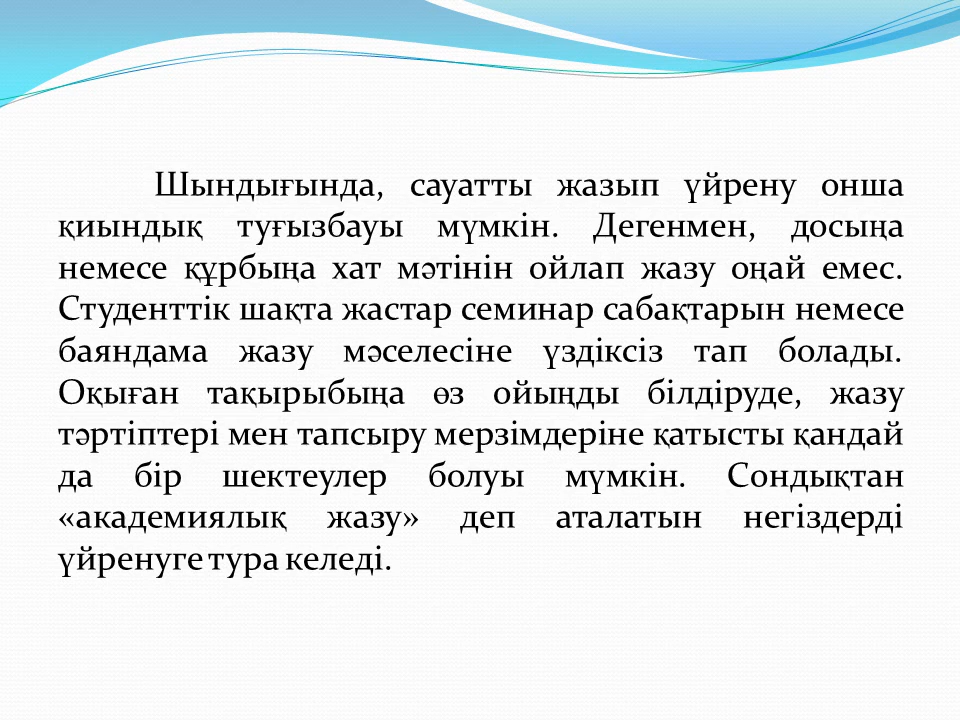 Шындығында, сауатты жазып үйрену онша
қиындық туғызбауы мүмкін. Дегенмен, досыңа
немесе құрбыңа хат мәтінін ойлап жазу оңай емес.
Студенттік шақта жастар семинар сабақтарын немесе
баяндама жазу мәселесіне үздіксіз тап болады.
Оқыған тақырыбыңа өз ойыңды білдіруде, жазу
тәртіптері мен тапсыру мерзімдеріне қатысты қандай
да бір шектеулер болуы мүмкін. Сондықтан
«академиялық жазу» деп аталатын негіздерді
үйренуге тура келеді.